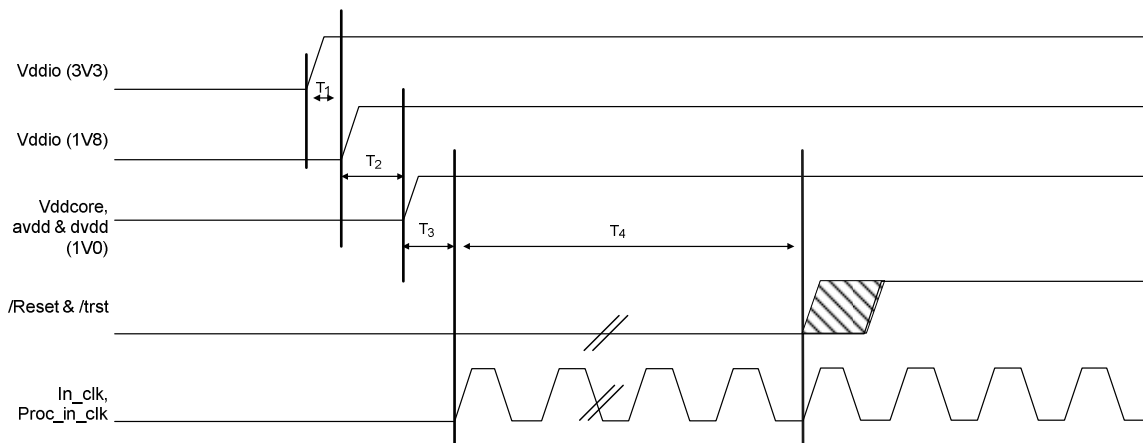 Vddio (3V3)
T1
Vddio (1V8)
T2
Vddcore,
avdd & dvdd
(1V0)
T3
T4
/Reset & /trst
In_clk,
Proc_in_clk